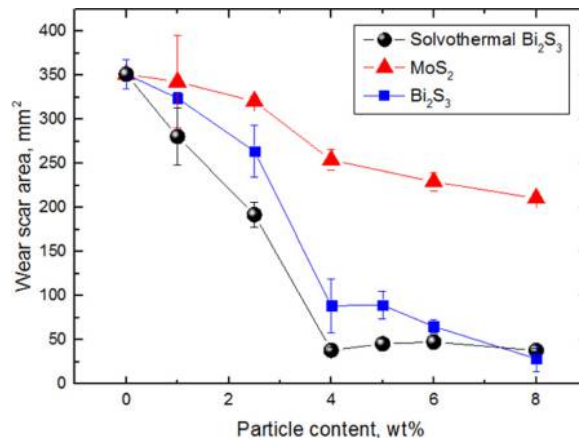 Solvothermal Bi₂S₃
MoS₂
Bi₂S₃
Wear scar area, mm²
400
350
300
250
200
150
100
50
0
0
2
4
6
8
Particle content, wt%